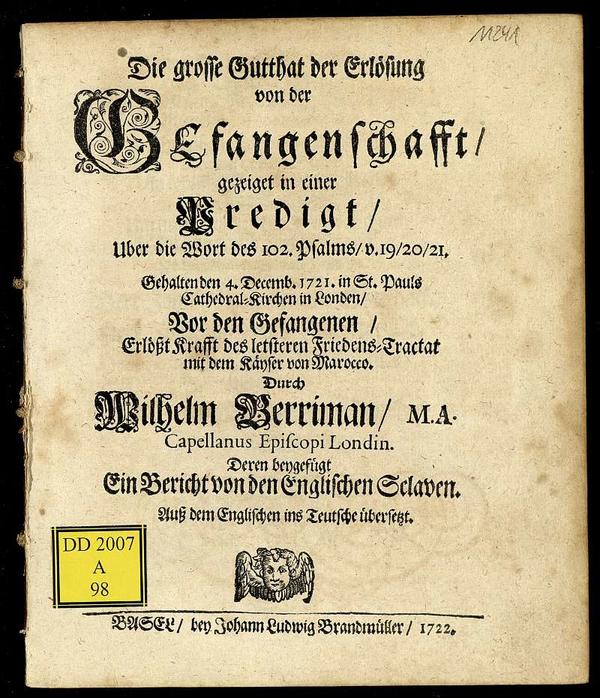 11241
Die grosse Gutthat der Erlösung
von der
GEfangenschafft/
gezeiget in einer
Predigt/
Uber die Wort des 102. Psalms/ v.19/20/21.
Gehalten den 4. Decemb. 1721. in St. Pauls
Cathedral-Kirchen in Londen/
Vor den Gefangenen /
Erlößt Krafft des letsteren Friedens-Tractat
mit dem Käyser von Marocco.
Durch
Wilhelm Berriman/ M.A.
Capellanus Episcopi Londin.
Deren beygefügt
Ein Bericht von den Englischen Sclaven.
Auß dem Englischen ins Teutsche übersetzt.
DD 2007
A
98
BASEL/ bey Johann Ludwig Brandmüller/ 1722.